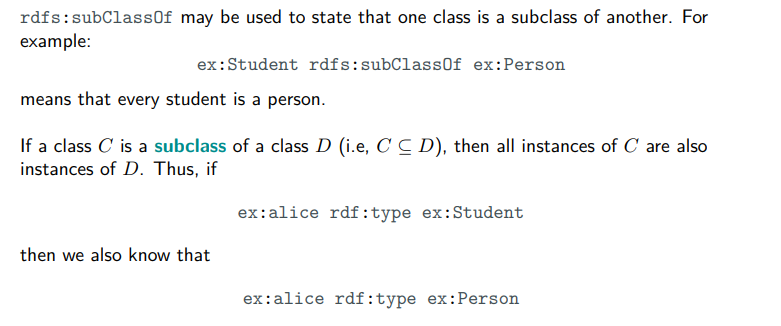 rdfs:subClassOf may be used to state that one class is a subclass of another. For
example:
ex:Student rdfs:subClassOf ex:Person
means that every student is a person.
If a class C is a subclass of a class D (i.e, C ⊆ D), then all instances of C are also
instances of D. Thus, if
ex:alice rdf:type ex:Student
then we also know that
ex:alice rdf:type ex:Person